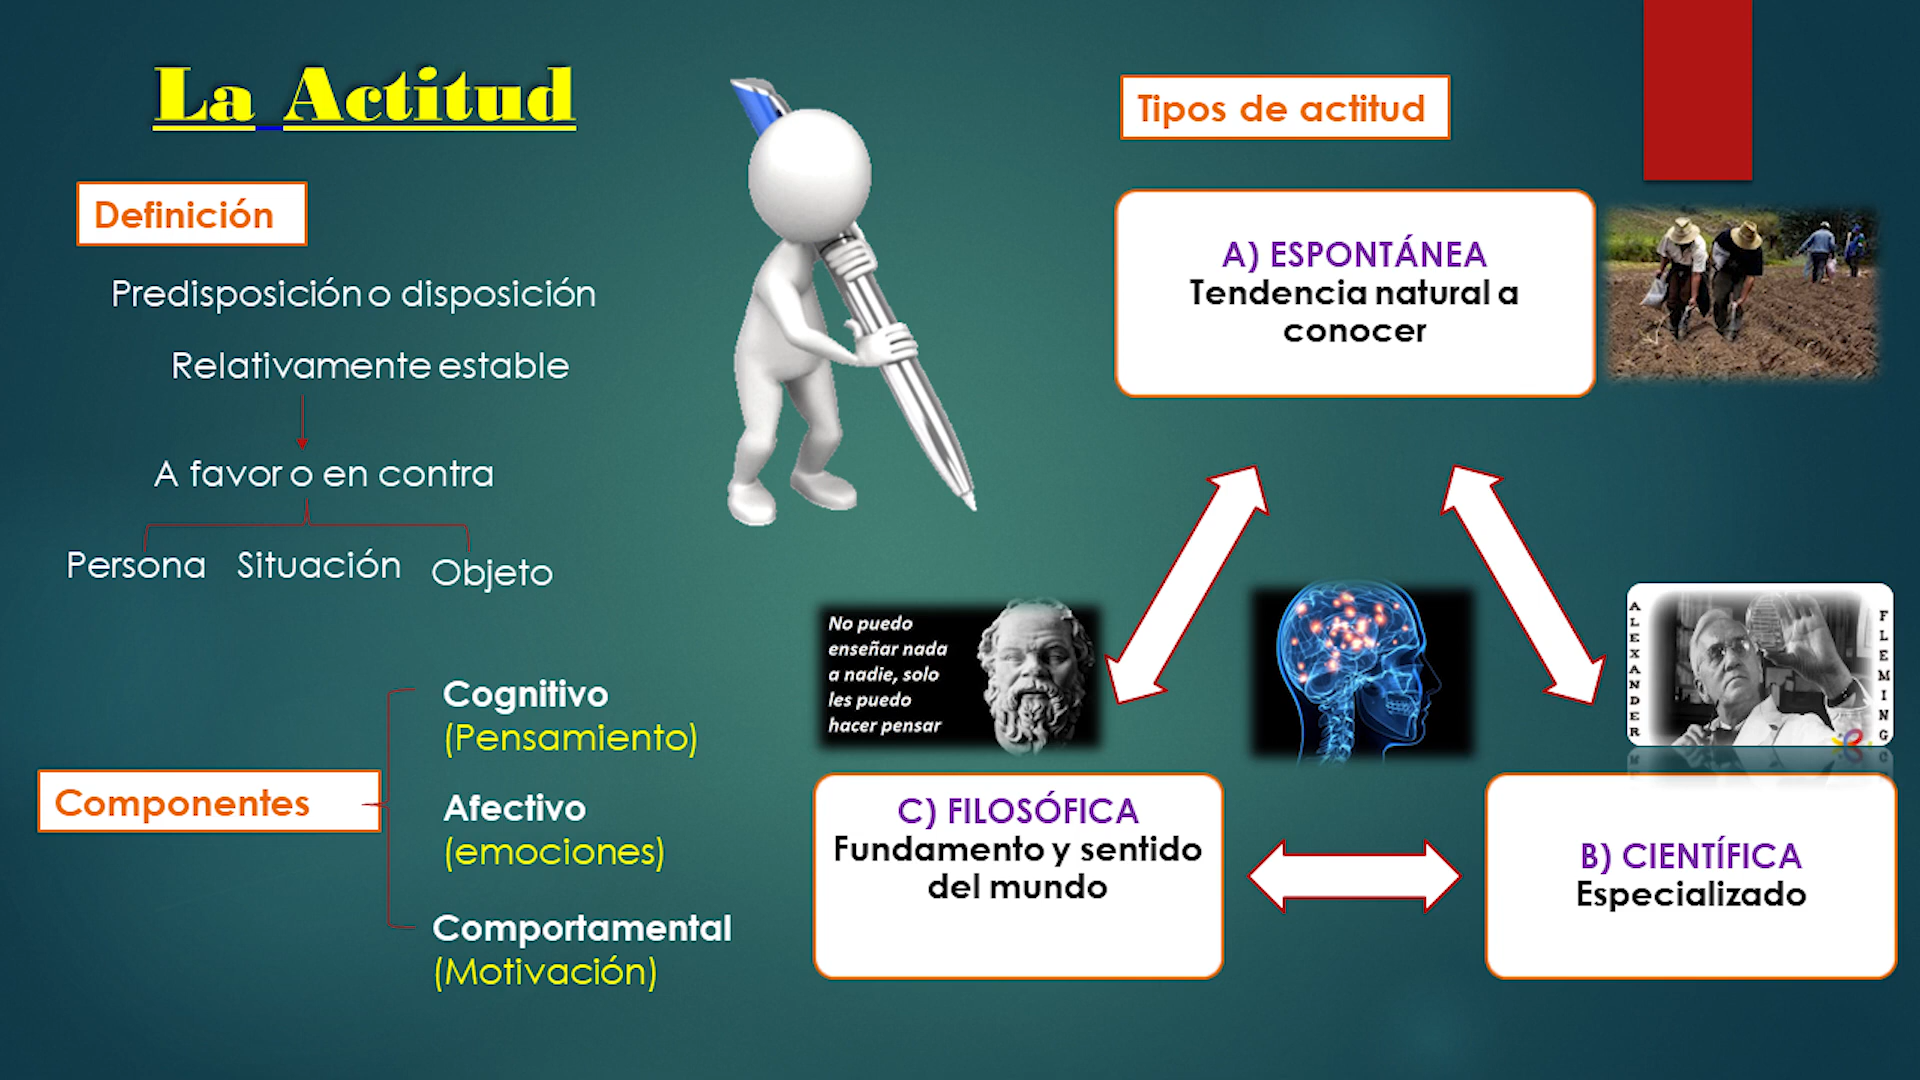 La Actitud
Definición
Predisposición o disposición
Relativamente estable
A favor o en contra
Persona
Situación
Objeto
Componentes
Cognitivo
(Pensamiento)
Afectivo
(emociones)
Comportamental
(Motivación)
Tipos de actitud
A) ESPONTÁNEA
Tendencia natural a
conocer
No puedo
enseñar nada
a nadie, solo
les puedo
hacer pensar
ALEXANDER
FLEMING
C) FILOSÓFICA
Fundamento y sentido
del mundo
B) CIENTÍFICA
Especializado